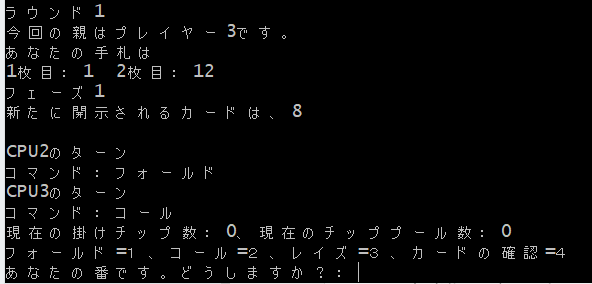 ラウンド 1
今回の親はプレイヤー3です。
あなたの手札は
1枚目: 1  2枚目: 12
フェーズ 1
新たに開示されるカードは、 8
CPU2のターン
コマンド:フォールド
CPU3のターン
コマンド:コール
現在の掛けチップ数: 0、現在のチッププール数: 0
フォールド=1、コール=2、レイズ=3、カードの確認=4
あなたの番です。どうしますか?: